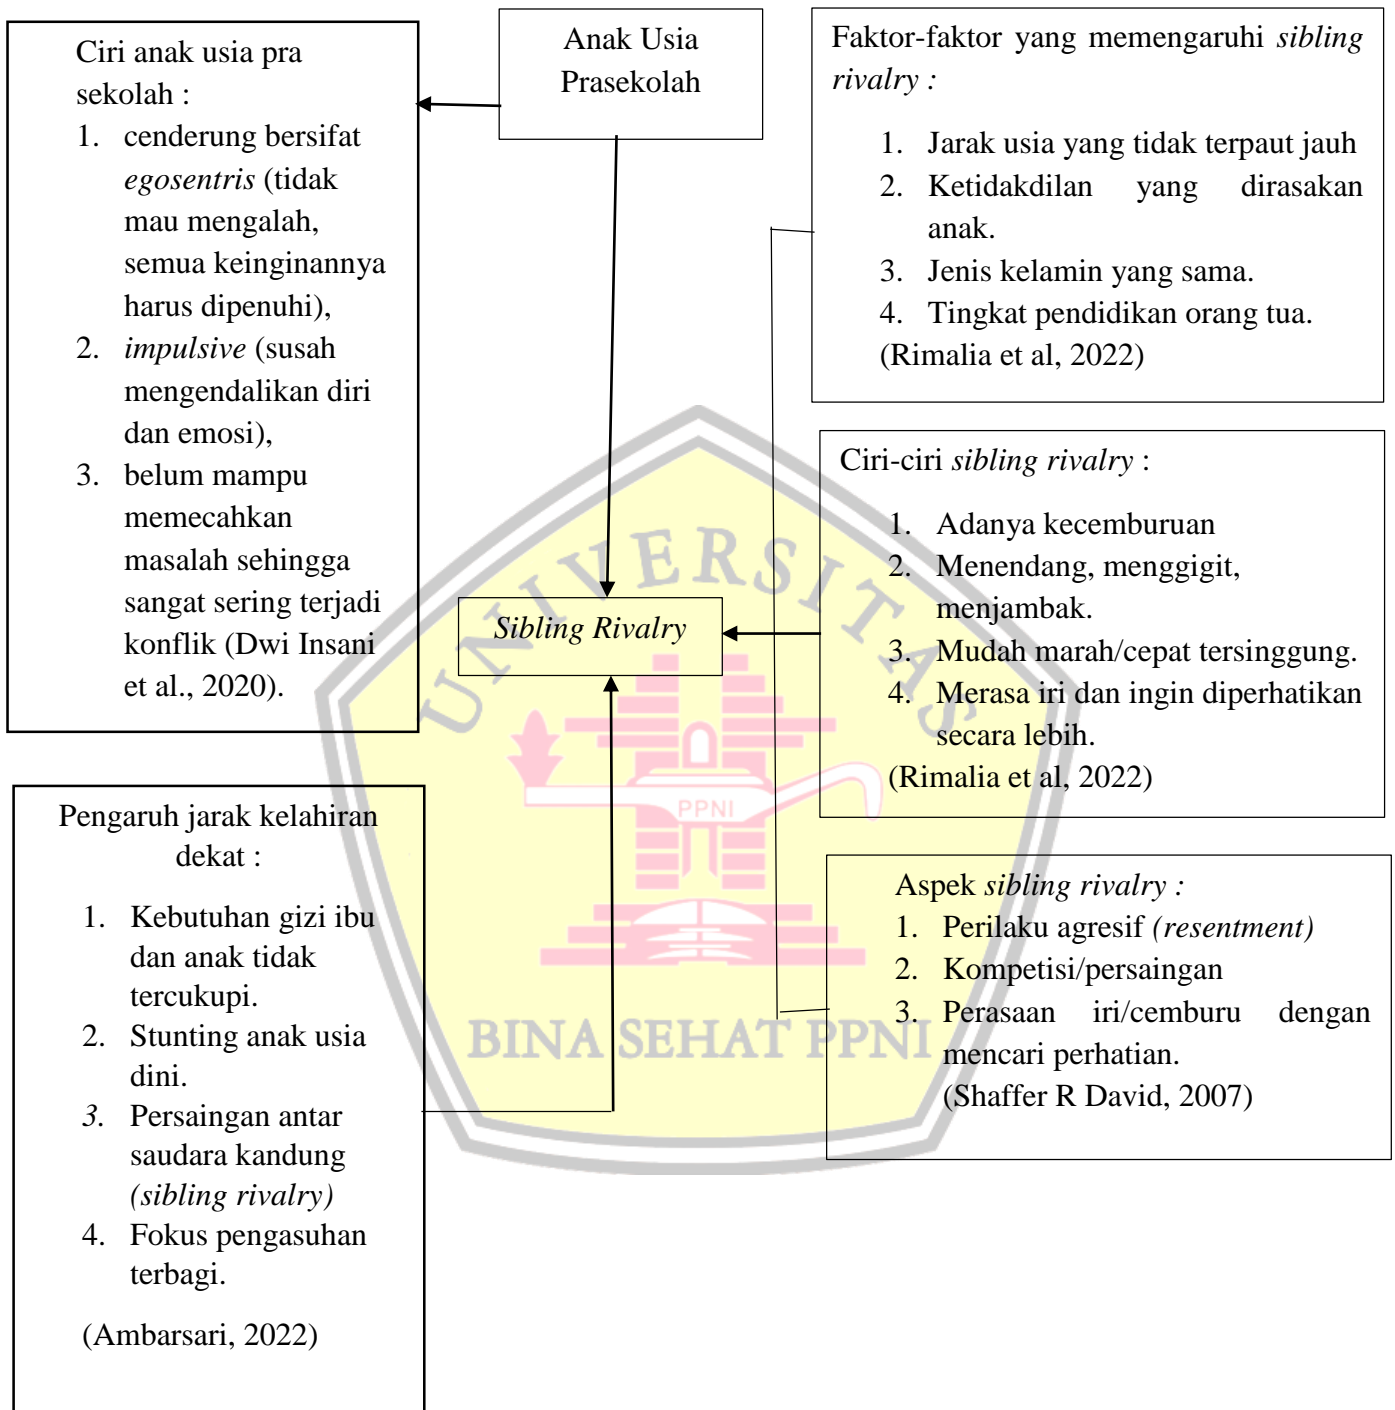 Ciri anak usia pra
sekolah :
1. cenderung bersifat
egosentris (tidak
mau mengalah,
semua keinginannya
harus dipenuhi),
2. impulsive (susah
mengendalikan diri
dan emosi),
3. belum mampu
memecahkan
masalah sehingga
sangat sering terjadi
konflik (Dwi Insani
et al., 2020).
Anak Usia
Prasekolah
Faktor-faktor yang memengaruhi sibling
rivalry :
1. Jarak usia yang tidak terpaut jauh
2. Ketidakdilan yang dirasakan
anak.
3. Jenis kelamin yang sama.
4. Tingkat pendidikan orang tua.
(Rimalia et al, 2022)
Sibling Rivalry
Ciri-ciri sibling rivalry :
1. Adanya kecemburuan
2. Menendang, menggigit,
menjambak.
3. Mudah marah/cepat tersinggung.
4. Merasa iri dan ingin diperhatikan
secara lebih.
(Rimalia et al, 2022)
Pengaruh jarak kelahiran
dekat :
1. Kebutuhan gizi ibu
dan anak tidak
tercukupi.
2. Stunting anak usia
dini.
3. Persaingan antar
saudara kandung
(sibling rivalry)
4. Fokus pengasuhan
terbagi.
(Ambarsari, 2022)
Aspek sibling rivalry :
1. Perilaku agresif (resentment)
2. Kompetisi/persaingan
3. Perasaan iri/cemburu dengan
mencari perhatian.
(Shaffer R David, 2007)
UNIVERSITAS
PPNI
BINA SEHAT PPNI